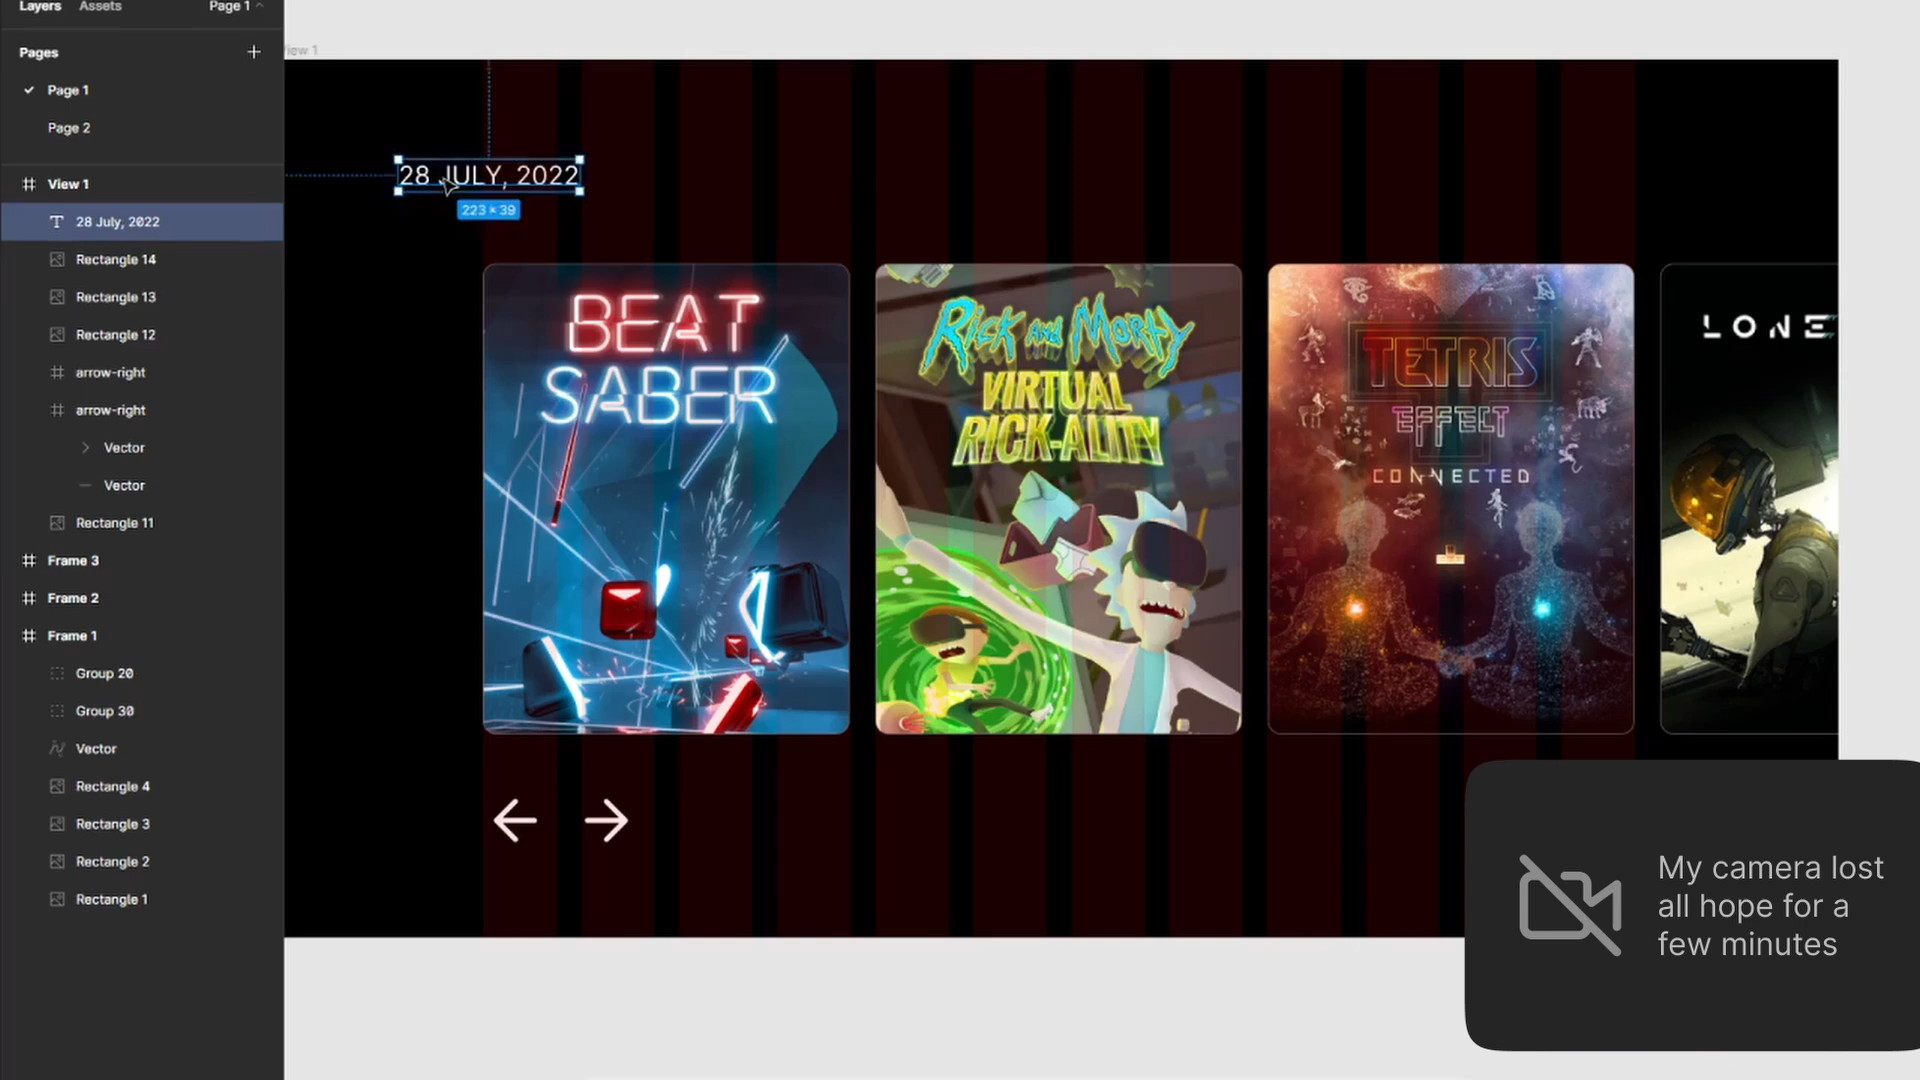 Layers Assets Page 1
Pages
Page 1
Page 2
View 1
28 July, 2022
Rectangle 14
Rectangle 13
Rectangle 12
arrow-right
arrow-right
Vector
Vector
Rectangle 11
Frame 3
Frame 2
Frame 1
Group 20
Group 30
Vector
Rectangle 4
Rectangle 3
Rectangle 2
Rectangle 1
View 1
28 JULY, 2022
223 × 39
BEAT
SABER
RICK AND MORTY
VIRTUAL
RICK-ALITY
TETRIS
EFFECT
CONNECTED
LONE
My camera lost
all hope for a
few minutes